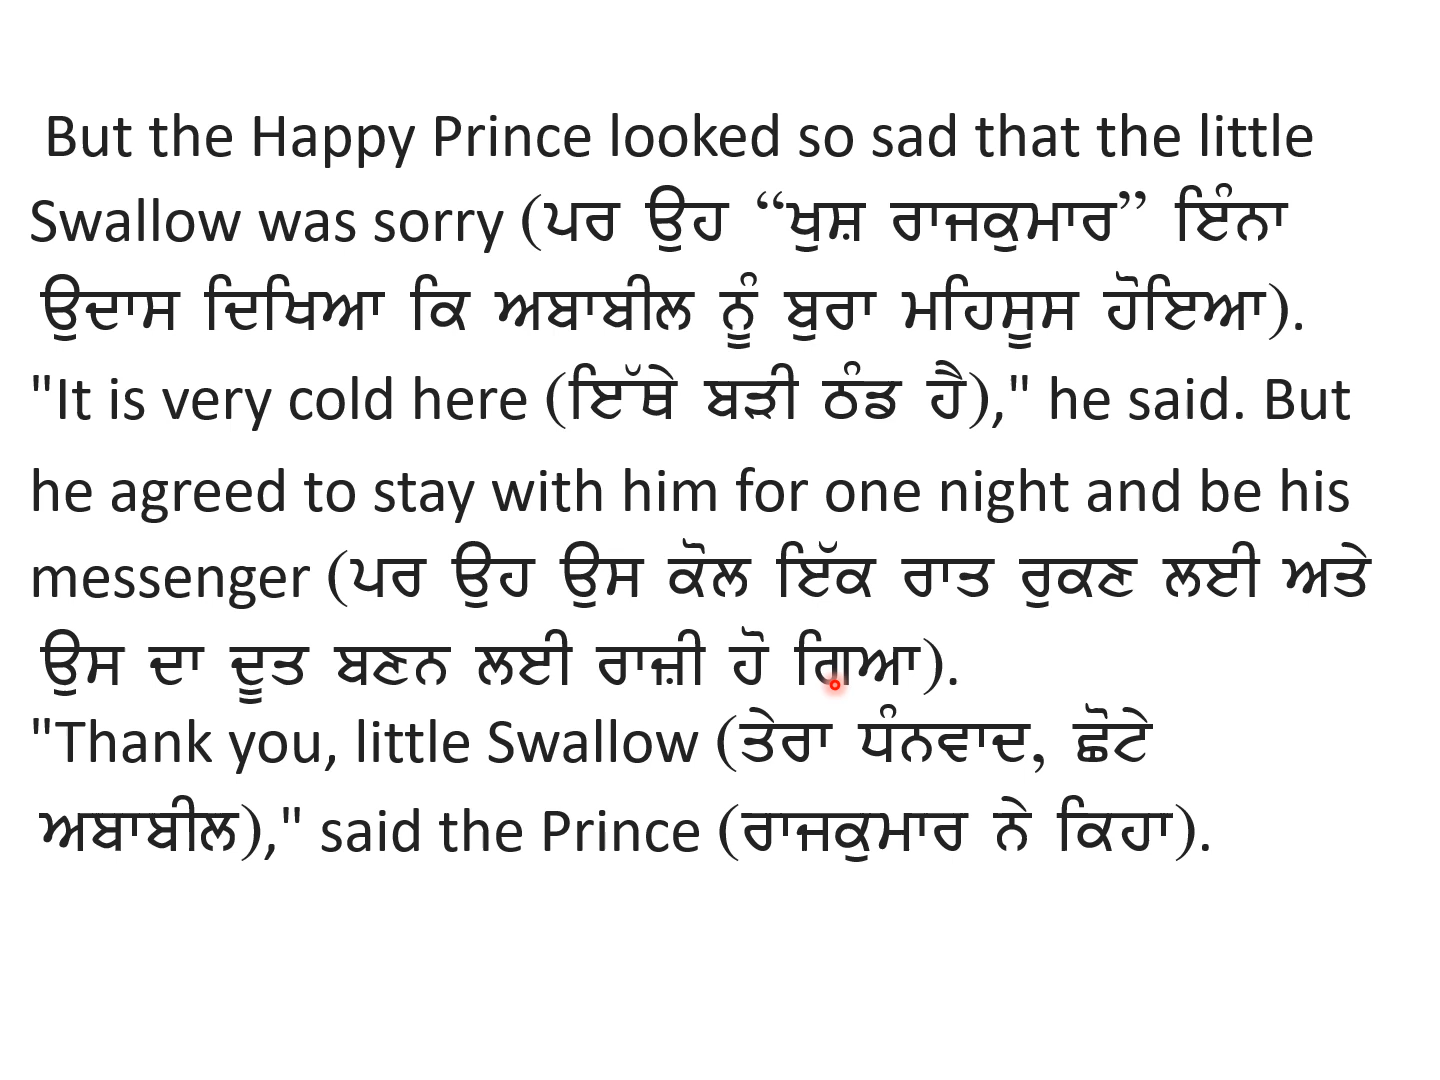 But the Happy Prince looked so sad that the little
Swallow was sorry (ਪਰ ਉਹ “ਖੁਸ਼ ਰਾਜਕੁਮਾਰ” ਇੰਨਾ
ਉਦਾਸ ਦਿਖਿਆ ਕਿ ਅਬਾਬੀਲ ਨੂੰ ਬੁਰਾ ਮਹਿਸੂਸ ਹੋਇਆ).
"It is very cold here (ਇੱਥੇ ਬੜੀ ਠੰਡ ਹੈ)," he said. But
he agreed to stay with him for one night and be his
messenger (ਪਰ ਉਹ ਉਸ ਕੋਲ ਇੱਕ ਰਾਤ ਰੁਕਣ ਲਈ ਅਤੇ
ਉਸ ਦਾ ਦੂਤ ਬਣਨ ਲਈ ਰਾਜ਼ੀ ਹੋ ਗਿਆ).
"Thank you, little Swallow (ਤੇਰਾ ਧੰਨਵਾਦ, ਛੋਟੇ
ਅਬਾਬੀਲ)," said the Prince (ਰਾਜਕੁਮਾਰ ਨੇ ਕਿਹਾ).